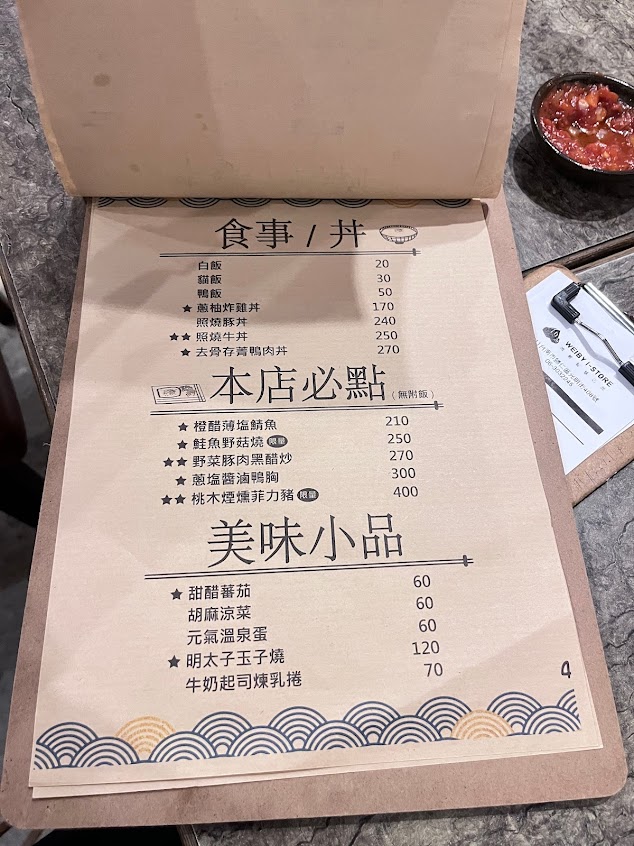 食事 / 丼
白飯 20
貓飯 30
鴨飯 50
★ 蔥柚炸雞丼 170
照燒豚丼 240
★★ 照燒牛丼 250
★ 去骨存菁鴨肉丼 270
本店必點 (無附飯)
★ 橙醋薄塩鯖魚 210
★ 鮭魚野菇燒 限量 250
★★ 野菜豚肉黑醋炒 270
★ 蔥塩醬滷鴨胸 300
★★ 桃木煙燻菲力豬 限量 400
美味小品
★ 甜醋蕃茄 60
胡麻涼菜 60
元氣溫泉蛋 60
★ 明太子玉子燒 120
牛奶起司煉乳捲 70
4
WEIBY I-STORE